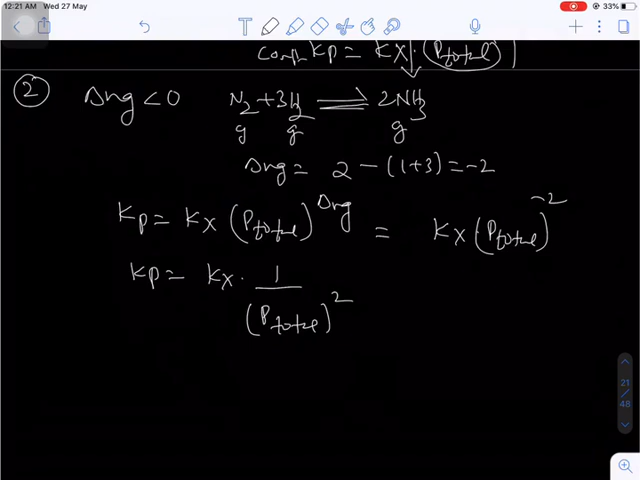 12:21 AM Wed 27 May
33%
const Kp = Kx · (Ptotal)
2 Δng < 0 N2 + 3H2 ⇌ 2NH3
g g g
Δng = 2 - (1+3) = -2
Kp = Kx (Ptotal)^Δng = Kx (Ptotal)^-2
Kp = Kx · 1
(Ptotal)^2
21
/
48